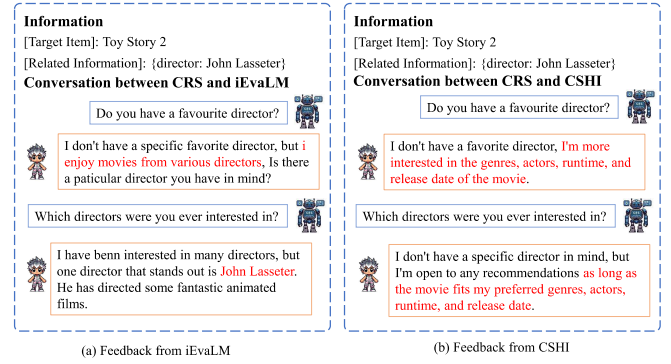 Information
[Target Item]: Toy Story 2
[Related Information]: {director: John Lasseter}
Conversation between CRS and iEvaLM
Do you have a favourite director?
I don't have a specific favorite director, but i
enjoy movies from various directors, Is there
a paticular director you have in mind?
Which directors were you ever interested in?
I have benn interested in many directors, but
one director that stands out is John Lasseter.
He has directed some fantastic animated
films.
(a) Feedback from iEvaLM
Information
[Target Item]: Toy Story 2
[Related Information]: {director: John Lasseter}
Conversation between CRS and CSHI
Do you have a favourite director?
I don't have a favorite director, I'm more
interested in the genres, actors, runtime, and
release date of the movie.
Which directors were you ever interested in?
I don't have a specific director in mind, but
I'm open to any recommendations as long as
the movie fits my preferred genres, actors,
runtime, and release date.
(b) Feedback from CSHI